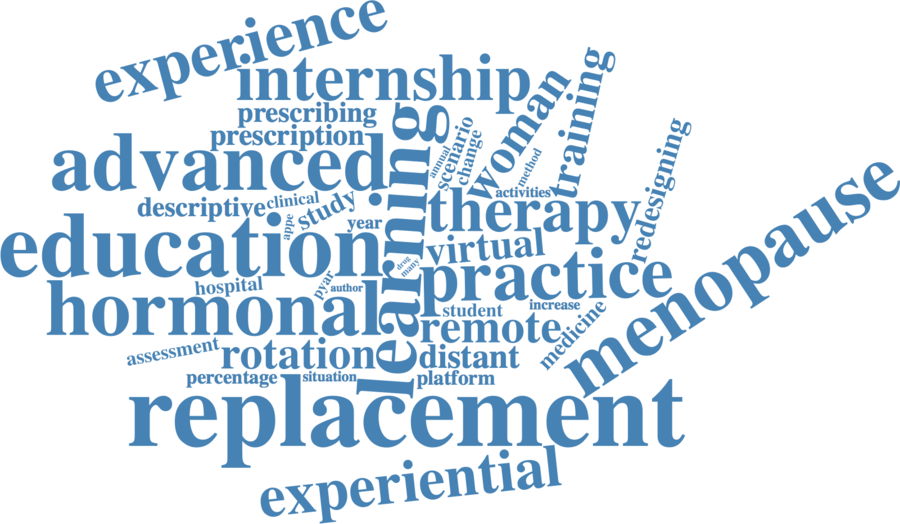 experience
internship
prescribing
prescription
advanced
learning
annual
scenario
change
woman
method
training
activities
redesigning
descriptive
clinical
appe
study
year
therapy
education
virtual
drug
many
menopause
practice
hospital
pyar
author
hormonal
student
increase
remote
medicine
assessment
rotation
distant
percentage
situation
platform
replacement
experiential